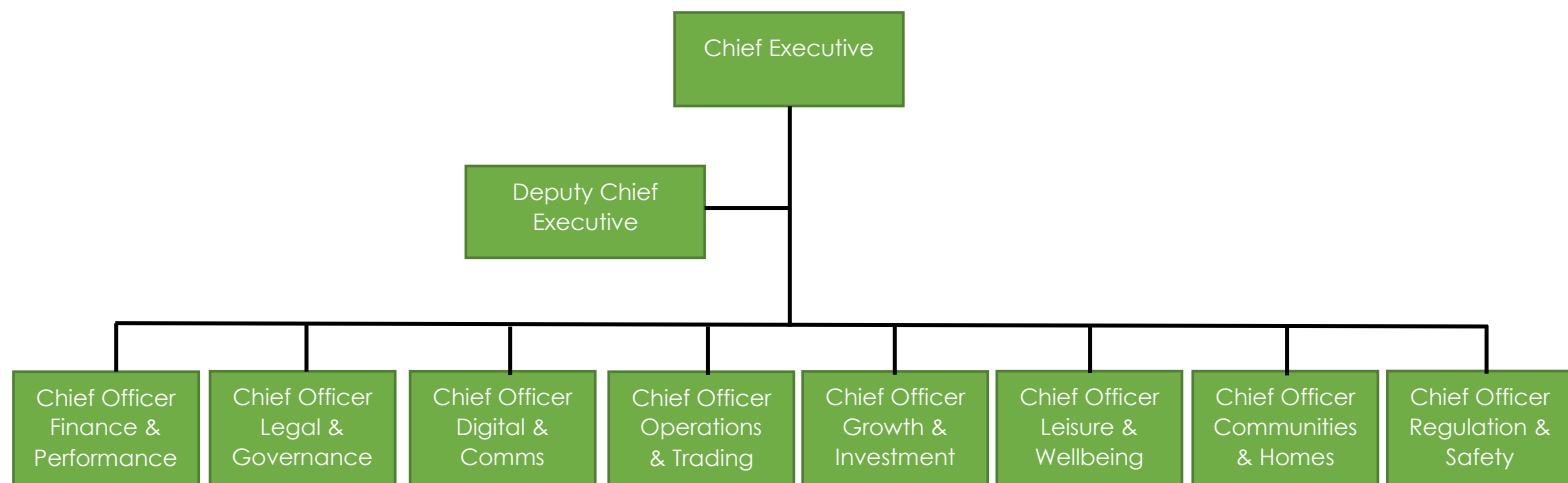 Chief Executive
Deputy Chief
Executive
Chief Officer
Finance &
Performance
Chief Officer
Legal &
Governance
Chief Officer
Digital &
Comms
Chief Officer
Operations
& Trading
Chief Officer
Growth &
Investment
Chief Officer
Leisure &
Wellbeing
Chief Officer
Communities
& Homes
Chief Officer
Regulation &
Safety